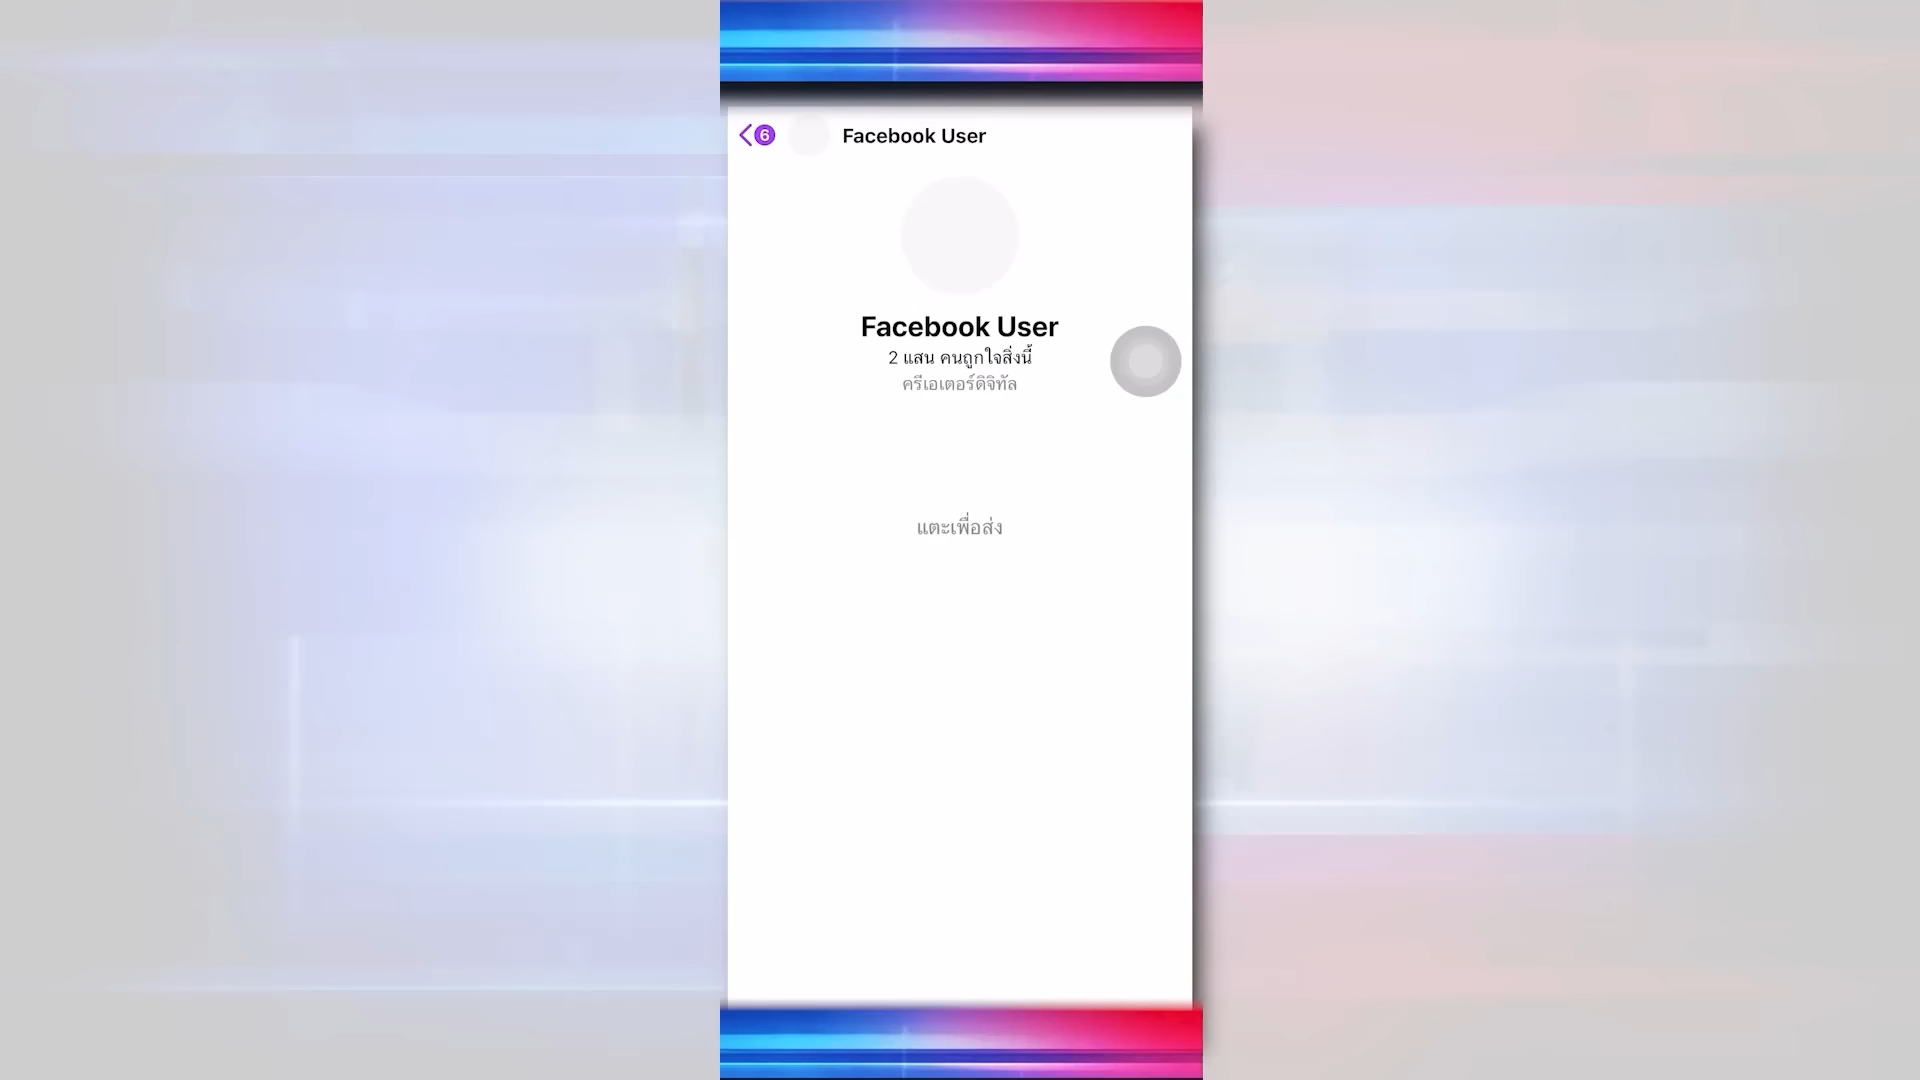 6
Facebook User
Facebook User
2 แสน คนถูกใจสิ่งนี้
ครีเอเตอร์ดิจิทัล
แตะเพื่อส่ง